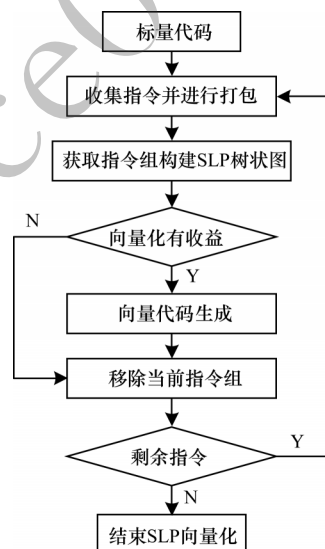 标量代码
收集指令并进行打包
获取指令组构建SLP树状图
N
向量化有收益
Y
向量代码生成
移除当前指令组
剩余指令
Y
N
结束SLP向量化